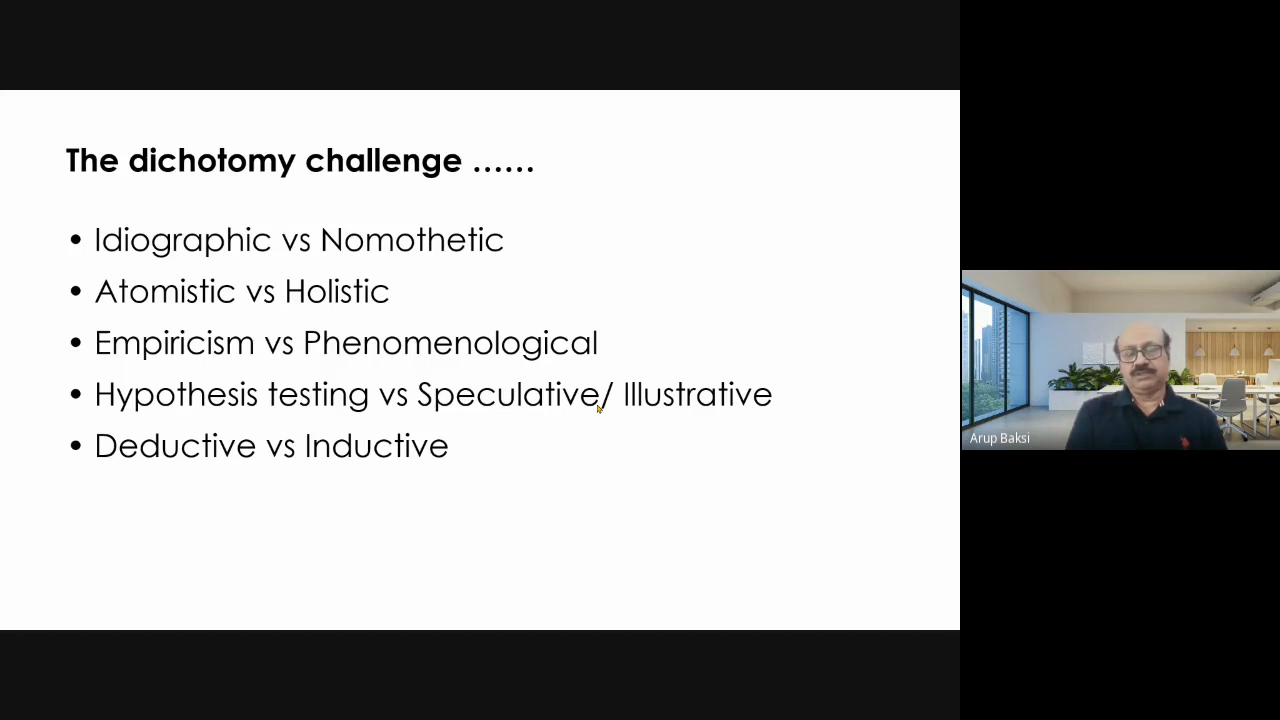 The dichotomy challenge ……
• Idiographic vs Nomothetic
• Atomistic vs Holistic
• Empiricism vs Phenomenological
• Hypothesis testing vs Speculative/ Illustrative
• Deductive vs Inductive
Arup Baksi